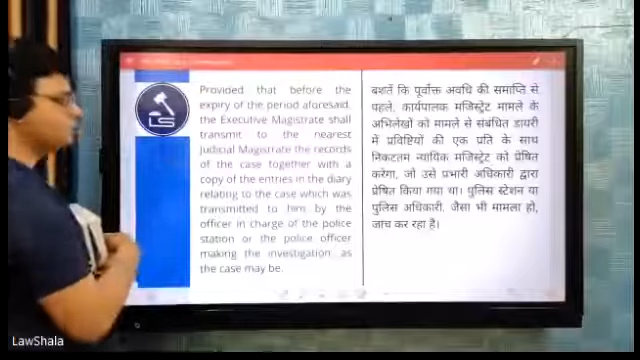 LS
Provided that before the
expiry of the period aforesaid,
the Executive Magistrate shall
transmit to the nearest
Judicial Magistrate the records
of the case together with a
copy of the entries in the diary
relating to the case which was
transmitted to him by the
officer in charge of the police
station or the police officer
making the investigation, as
the case may be.
बशर्ते कि पूर्वोक्त अवधि की समाप्ति से
पहले, कार्यपालक मजिस्ट्रेट मामले के
अभिलेखों को मामले से संबंधित डायरी
में प्रविष्टियों की एक प्रति के साथ
निकटतम न्यायिक मजिस्ट्रेट को प्रेषित
करेगा, जो उसे प्रभारी अधिकारी द्वारा
प्रेषित किया गया था। पुलिस स्टेशन या
पुलिस अधिकारी, जैसा भी मामला हो,
जाच कर रहा है।
LawShala